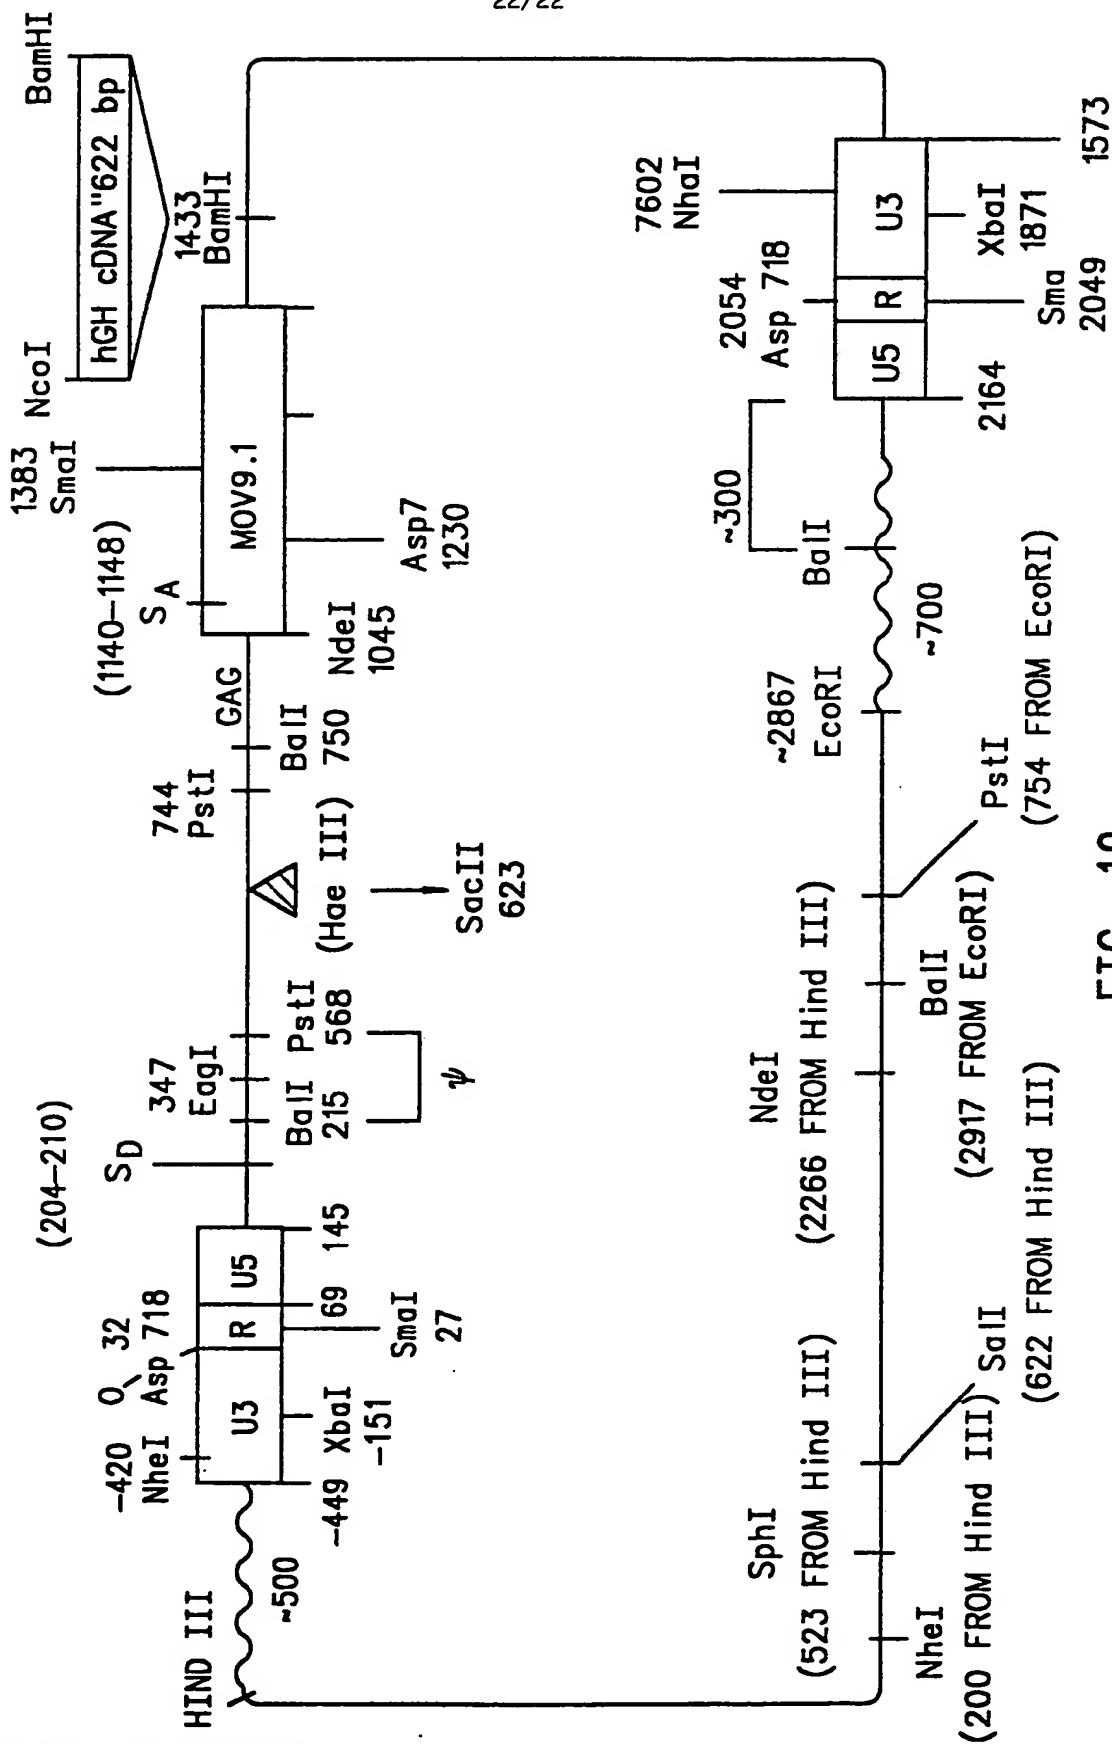 22/22
HIND III
~500
-420
NheI
0
32
Asp 718
U3
R
U5
-449
XbaI
-151
69
145
SmaI
27
(204-210)
SD
347
EagI
BalI
215
PstI
568
ψ
(Hae III)
SacII
623
744
PstI
BalI
750
GAG
NdeI
1045
(1140-1148)
SA
MOV9.1
Asp7
1230
1383
SmaI
NcoI
hGH cDNA"622 bp
BamHI
1433
BamHI
SphI
(523 FROM Hind III)
NheI
(200 FROM Hind III)
SalI
(622 FROM Hind III)
NdeI
(2266 FROM Hind III)
BalI
(2917 FROM EcoRI)
PstI
(754 FROM EcoRI)
~2867
EcoRI
~700
BalI
~300
2054
Asp 718
7602
NhaI
U5
R
U3
2164
Sma
2049
XbaI
1871
1573